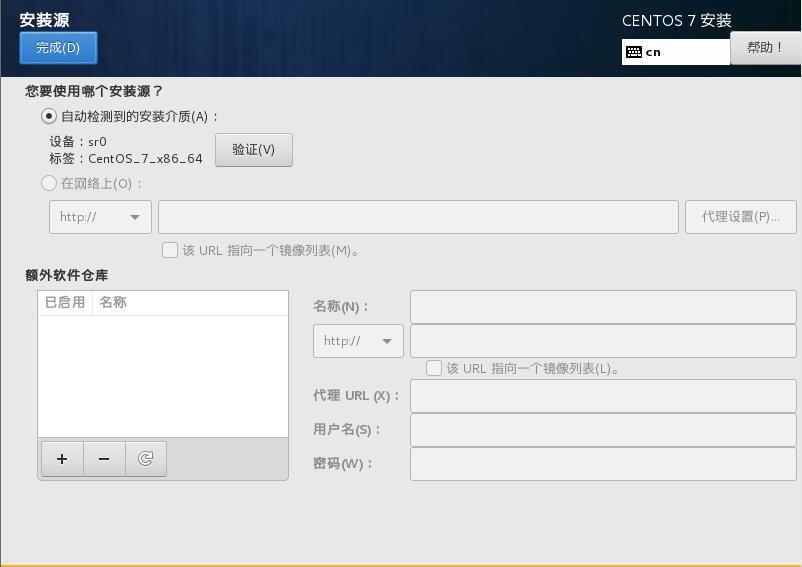 安装源
CENTOS 7 安装
完成(D)
cn
帮助！
您要使用哪个安装源？
自动检测到的安装介质(A)：
设备：sr0
标签：CentOS_7_x86_64
验证(V)
在网络上(O)：
http://
代理设置(P)...
该 URL 指向一个镜像列表(M)。
额外软件仓库
已启用 名称
名称(N)：
http://
该 URL 指向一个镜像列表(L)。
代理 URL (X)：
用户名(S)：
密码(W)：